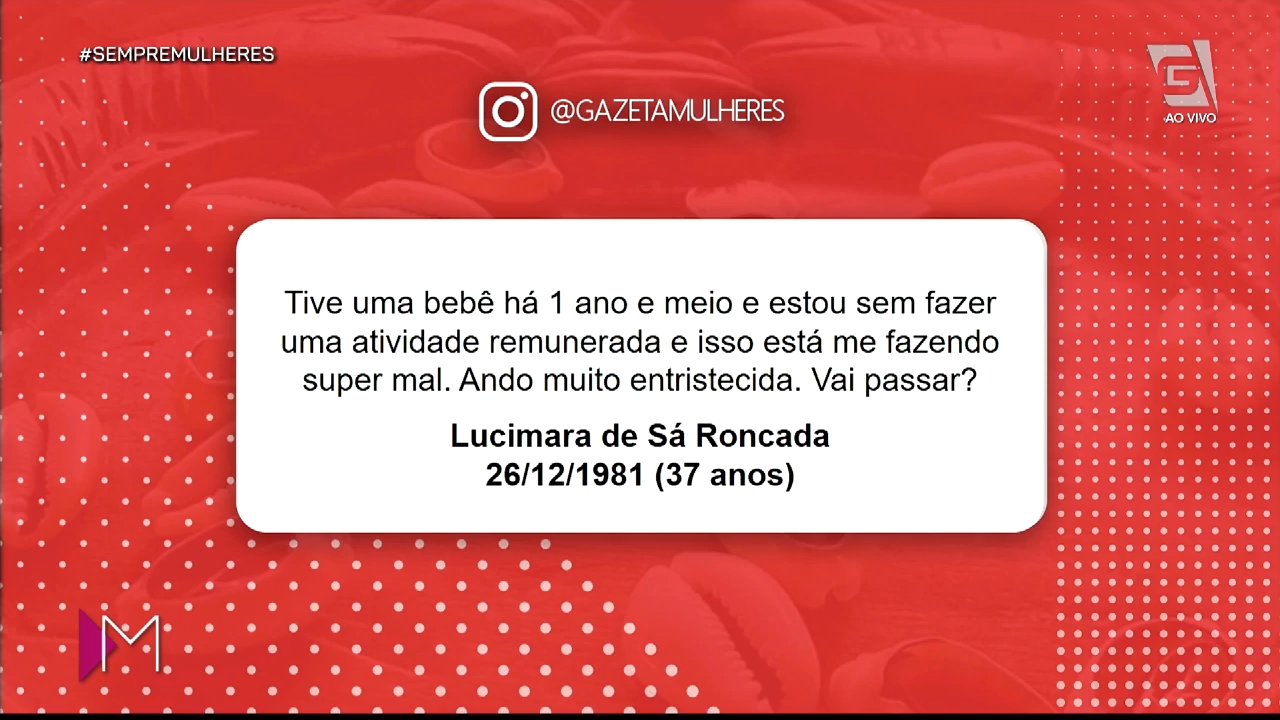 #SEMPREMULHERES
@GAZETAMULHERES
G
AO VIVO
Tive uma bebê há 1 ano e meio e estou sem fazer
uma atividade remunerada e isso está me fazendo
super mal. Ando muito entristecida. Vai passar?
Lucimara de Sá Roncada
26/12/1981 (37 anos)
M